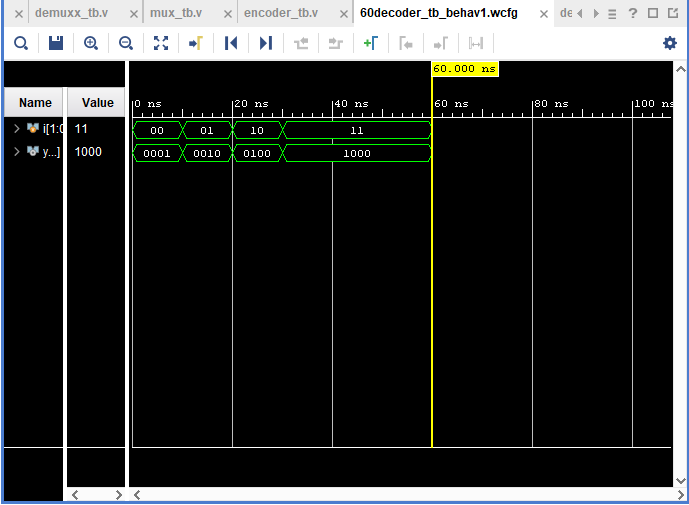 demuxx_tb.v mux_tb.v encoder_tb.v 60decoder_tb_behav1.wcfg de
60.000 ns
Name Value 0 ns 20 ns 40 ns 60 ns 80 ns 100 ns
i[1:0 11 00 01 10 11
y...] 1000 0001 0010 0100 1000